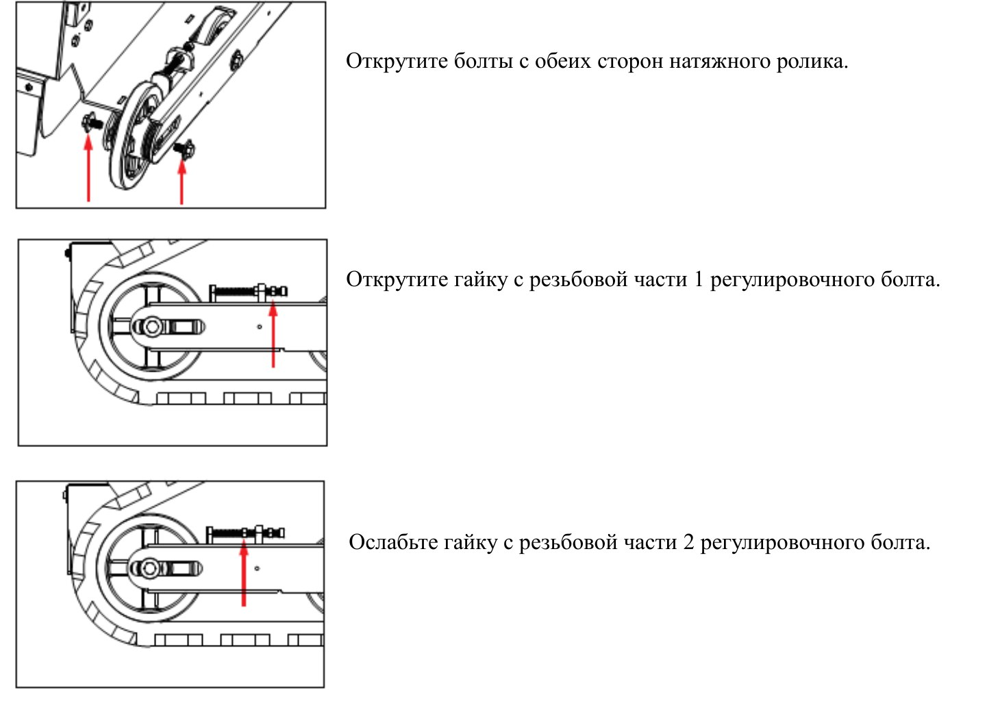 Открутите болты с обеих сторон натяжного ролика.
Открутите гайку с резьбовой части 1 регулировочного болта.
Ослабьте гайку с резьбовой части 2 регулировочного болта.